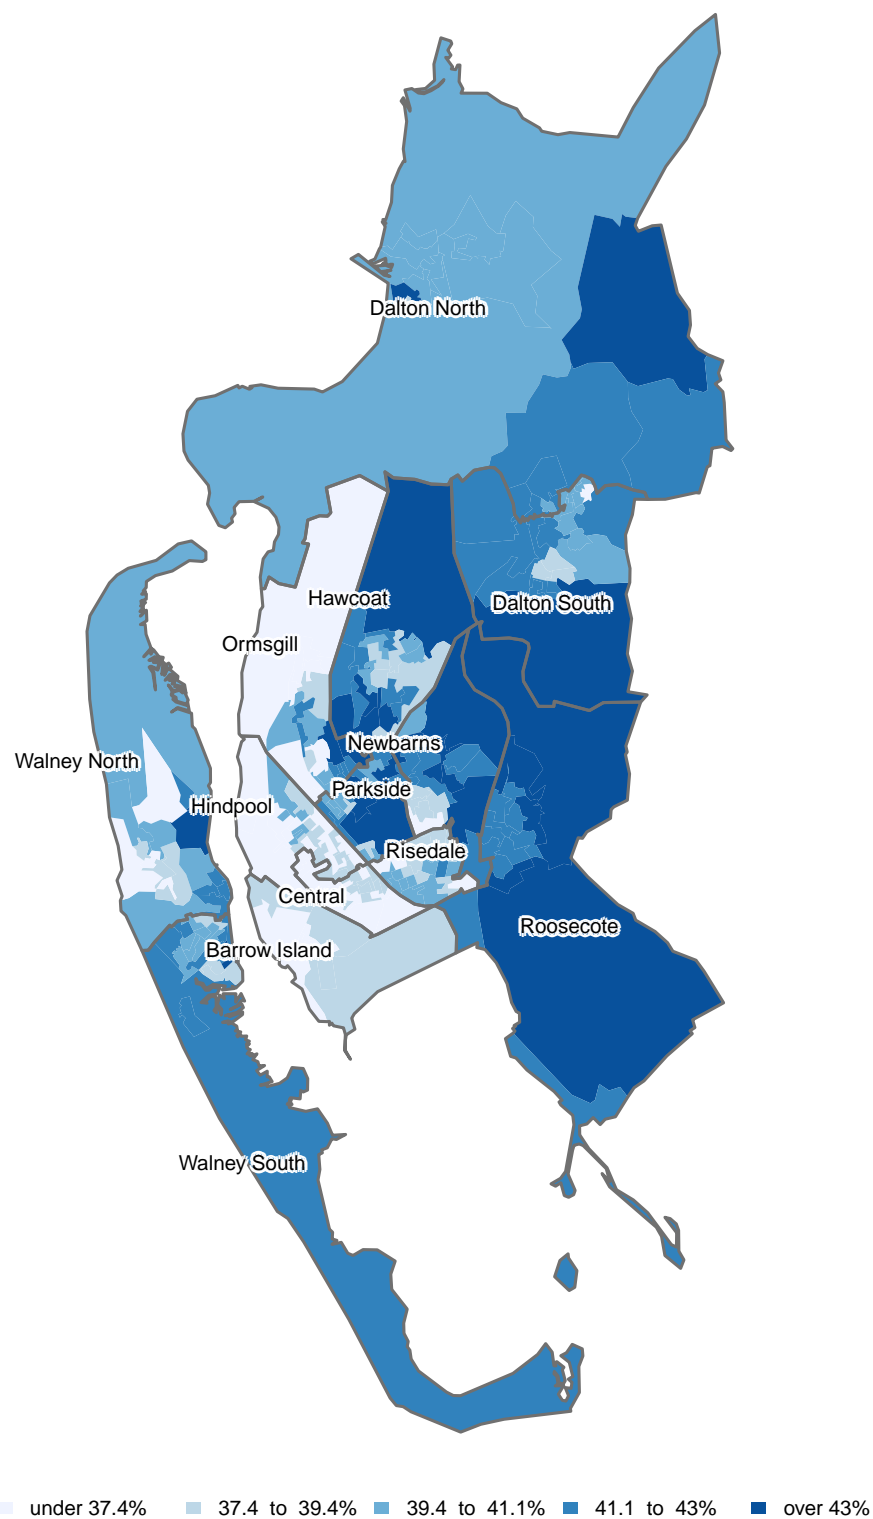 Dalton North
Hawcoat
Dalton South
Ormsgill
Newbarns
Walney North
Parkside
Hindpool
Risedale
Central
Roosecote
Barrow Island
Walney South
under 37.4% 37.4 to 39.4% 39.4 to 41.1% 41.1 to 43% over 43%